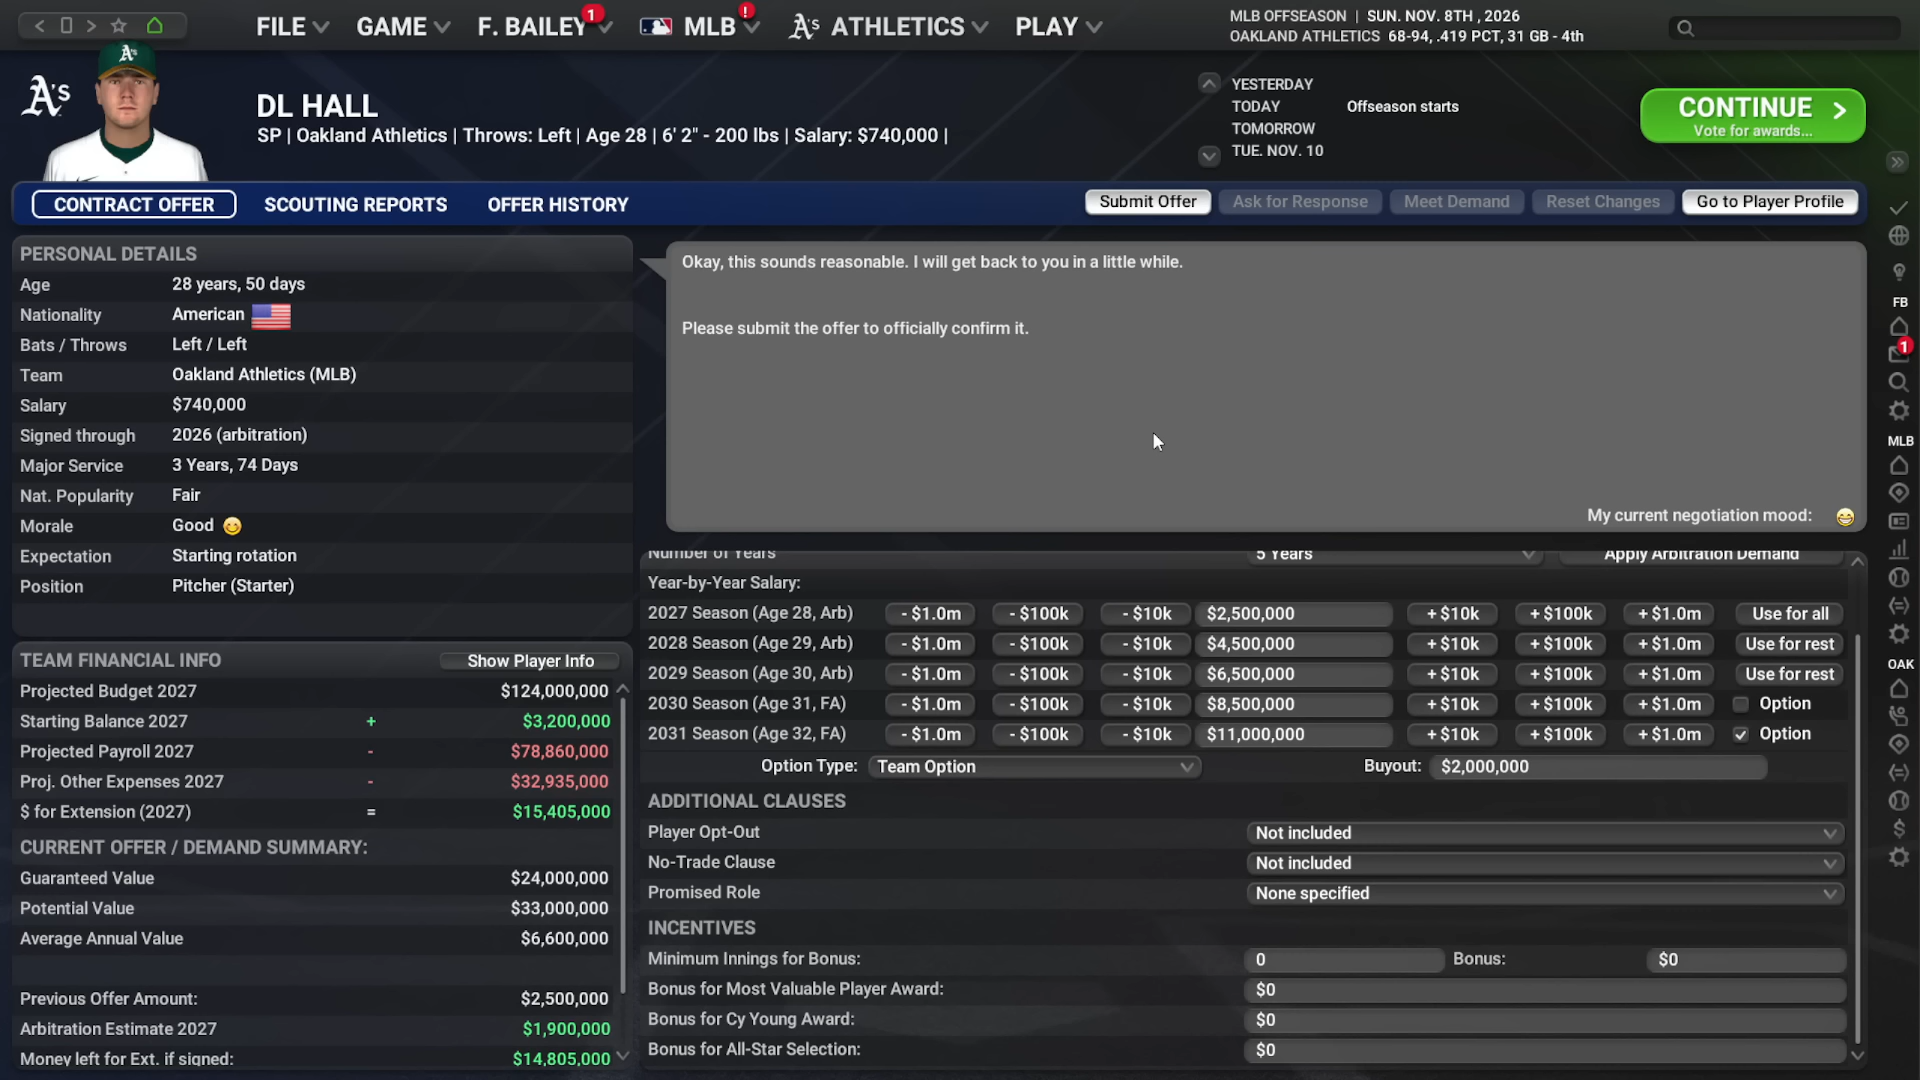 FILE
GAME
F. BAILEY
1
MLB
!
A's
ATHLETICS
PLAY
MLB OFFSEASON | SUN. NOV. 8TH , 2026
OAKLAND ATHLETICS 68-94, .419 PCT, 31 GB - 4th
A's
A's
DL HALL
SP | Oakland Athletics | Throws: Left | Age 28 | 6' 2" - 200 lbs | Salary: $740,000 |
YESTERDAY
TODAY Offseason starts
TOMORROW
TUE. NOV. 10
CONTINUE
Vote for awards...
CONTRACT OFFER
SCOUTING REPORTS
OFFER HISTORY
Submit Offer
Ask for Response
Meet Demand
Reset Changes
Go to Player Profile
PERSONAL DETAILS
Age 28 years, 50 days
Nationality American
Bats / Throws Left / Left
Team Oakland Athletics (MLB)
Salary $740,000
Signed through 2026 (arbitration)
Major Service 3 Years, 74 Days
Nat. Popularity Fair
Morale Good
Expectation Starting rotation
Position Pitcher (Starter)
TEAM FINANCIAL INFO Show Player Info
Projected Budget 2027 $124,000,000
Starting Balance 2027 + $3,200,000
Projected Payroll 2027 - $78,860,000
Proj. Other Expenses 2027 - $32,935,000
$ for Extension (2027) = $15,405,000
CURRENT OFFER / DEMAND SUMMARY:
Guaranteed Value $24,000,000
Potential Value $33,000,000
Average Annual Value $6,600,000
Previous Offer Amount: $2,500,000
Arbitration Estimate 2027 $1,900,000
Money left for Ext. if signed: $14,805,000
Okay, this sounds reasonable. I will get back to you in a little while.
Please submit the offer to officially confirm it.
My current negotiation mood:
Number of Years 5 Years Apply Arbitration Demand
Year-by-Year Salary:
2027 Season (Age 28, Arb) - $1.0m - $100k - $10k $2,500,000 + $10k + $100k + $1.0m Use for all
2028 Season (Age 29, Arb) - $1.0m - $100k - $10k $4,500,000 + $10k + $100k + $1.0m Use for rest
2029 Season (Age 30, Arb) - $1.0m - $100k - $10k $6,500,000 + $10k + $100k + $1.0m Use for rest
2030 Season (Age 31, FA) - $1.0m - $100k - $10k $8,500,000 + $10k + $100k + $1.0m Option
2031 Season (Age 32, FA) - $1.0m - $100k - $10k $11,000,000 + $10k + $100k + $1.0m Option
Option Type: Team Option Buyout: $2,000,000
ADDITIONAL CLAUSES
Player Opt-Out Not included
No-Trade Clause Not included
Promised Role None specified
INCENTIVES
Minimum Innings for Bonus: 0 Bonus: $0
Bonus for Most Valuable Player Award: $0
Bonus for Cy Young Award: $0
Bonus for All-Star Selection: $0
FB
1
MLB
OAK
$